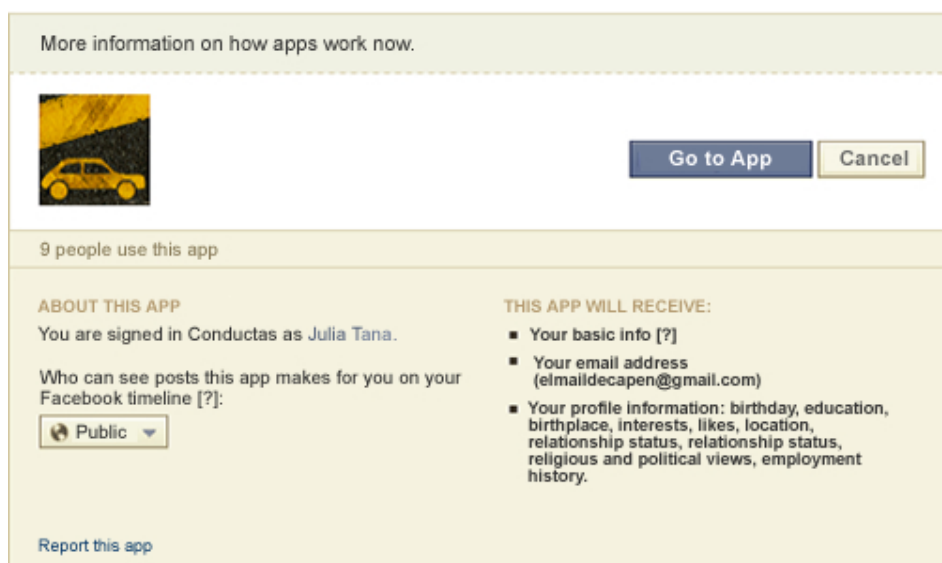 More information on how apps work now.
Go to App
Cancel
9 people use this app
ABOUT THIS APP
You are signed in Conductas as Julia Tana.
Who can see posts this app makes for you on your
Facebook timeline [?]:
Public
THIS APP WILL RECEIVE:
Your basic info [?]
Your email address
(elmaildecapen@gmail.com)
Your profile information: birthday, education,
birthplace, interests, likes, location,
relationship status, relationship status,
religious and political views, employment
history.
Report this app